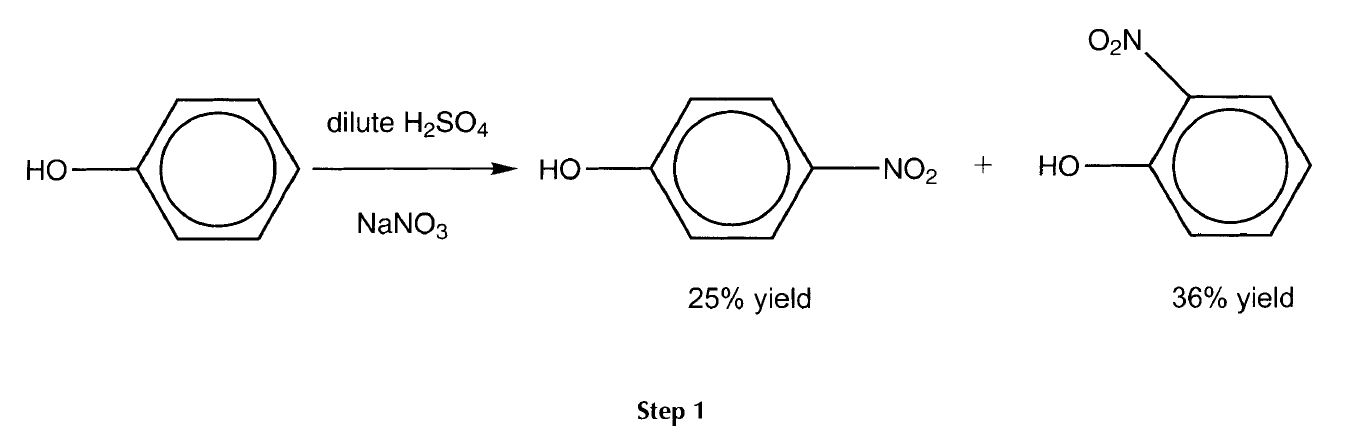 O₂N
dilute H₂SO₄
HO
HO
NO₂
+
HO
NaNO₃
25% yield
36% yield
Step 1